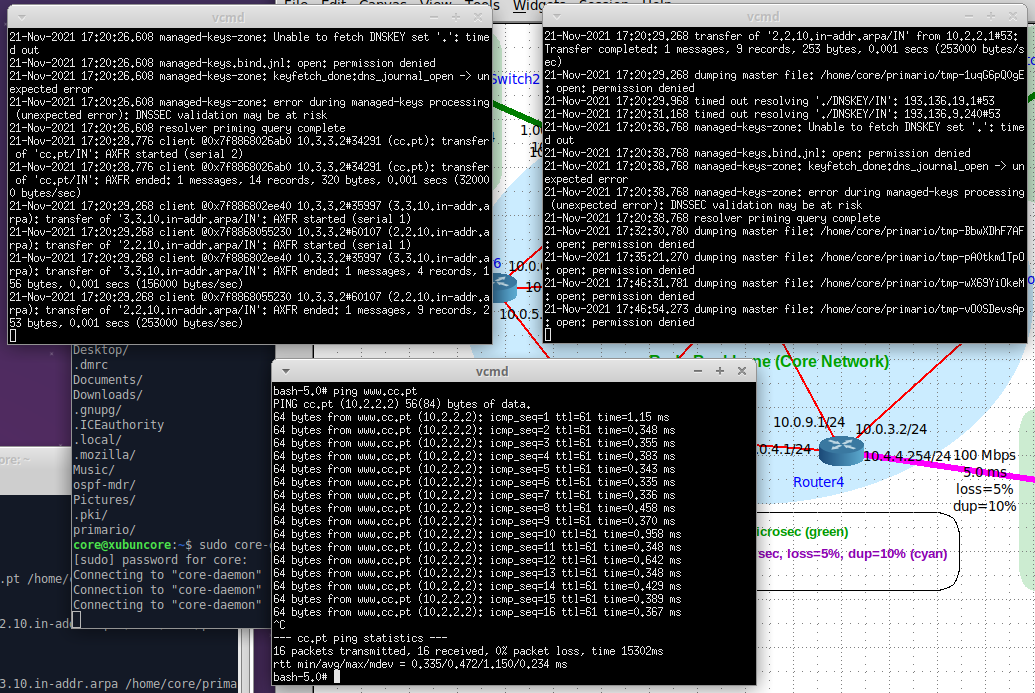 File Edit Canvas View Tools Widgets Session Help
vcmd
21-Nov-2021 17:20:26.608 managed-keys-zone: Unable to fetch DNSKEY set '.': time
d out
21-Nov-2021 17:20:26.608 managed-keys.bind.jnl: open: permission denied
21-Nov-2021 17:20:26.608 managed-keys-zone: keyfetch_done:dns_journal_open -> un
expected error
21-Nov-2021 17:20:26.608 managed-keys-zone: error during managed-keys processing
 (unexpected error): DNSSEC validation may be at risk
21-Nov-2021 17:20:26.608 resolver priming query complete
21-Nov-2021 17:20:28.776 client @0x7f8868026ab0 10.3.3.2#34291 (cc.pt): transfer
 of 'cc.pt/IN': AXFR started (serial 2)
21-Nov-2021 17:20:28.776 client @0x7f8868026ab0 10.3.3.2#34291 (cc.pt): transfer
 of 'cc.pt/IN': AXFR ended: 1 messages, 14 records, 320 bytes, 0.001 secs (32000
0 bytes/sec)
21-Nov-2021 17:20:29.268 client @0x7f886802ee40 10.3.3.2#35997 (3.3.10.in-addr.a
rpa): transfer of '3.3.10.in-addr.arpa/IN': AXFR started (serial 1)
21-Nov-2021 17:20:29.268 client @0x7f8868055230 10.3.3.2#60107 (2.2.10.in-addr.a
rpa): transfer of '2.2.10.in-addr.arpa/IN': AXFR started (serial 1)
21-Nov-2021 17:20:29.268 client @0x7f886802ee40 10.3.3.2#35997 (3.3.10.in-addr.a
rpa): transfer of '3.3.10.in-addr.arpa/IN': AXFR ended: 1 messages, 4 records, 1
56 bytes, 0.001 secs (156000 bytes/sec)
21-Nov-2021 17:20:29.268 client @0x7f8868055230 10.3.3.2#60107 (2.2.10.in-addr.a
rpa): transfer of '2.2.10.in-addr.arpa/IN': AXFR ended: 1 messages, 9 records, 2
53 bytes, 0.001 secs (253000 bytes/sec)
vcmd
21-Nov-2021 17:20:29.268 transfer of '2.2.10.in-addr.arpa/IN' from 10.2.2.1#53:
Transfer completed: 1 messages, 9 records, 253 bytes, 0.001 secs (253000 bytes/s
ec)
21-Nov-2021 17:20:29.268 dumping master file: /home/core/primario/tmp-1uqG6pQ0gE
: open: permission denied
21-Nov-2021 17:20:29.968 timed out resolving './DNSKEY/IN': 193.136.19.1#53
21-Nov-2021 17:20:31.168 timed out resolving './DNSKEY/IN': 193.136.9.240#53
21-Nov-2021 17:20:38.768 managed-keys-zone: Unable to fetch DNSKEY set '.': time
d out
21-Nov-2021 17:20:38.768 managed-keys.bind.jnl: open: permission denied
21-Nov-2021 17:20:38.768 managed-keys-zone: keyfetch_done:dns_journal_open -> un
expected error
21-Nov-2021 17:20:38.768 managed-keys-zone: error during managed-keys processing
 (unexpected error): DNSSEC validation may be at risk
21-Nov-2021 17:20:38.768 resolver priming query complete
21-Nov-2021 17:32:30.780 dumping master file: /home/core/primario/tmp-BbwXDhF7AF
: open: permission denied
21-Nov-2021 17:35:21.270 dumping master file: /home/core/primario/tmp-pAOtkm1TpO
: open: permission denied
21-Nov-2021 17:46:31.781 dumping master file: /home/core/primario/tmp-wX69YiOkeM
: open: permission denied
21-Nov-2021 17:46:54.273 dumping master file: /home/core/primario/tmp-vOOSDevsAp
: open: permission denied
Switch2
1.00
10.0.0
10.0.5.
(Core Network)
10.0.9.1/24
10.0.3.2/24
0.4.1/24
10.4.4.254/24
100 Mbps
5.0 ms
loss=5%
dup=10%
Router4
icrosec (green)
sec, loss=5%, dup=10% (cyan)
Desktop/
.dmrc
Documents/
Downloads/
.gnupg/
.ICEauthority
.local/
.mozilla/
Music/
ospf-mdr/
Pictures/
.pki/
primario/
core@xubuncore:~$ sudo core-
[sudo] password for core:
Connecting to "core-daemon"
Connecting to "core-daemon"
Connecting to "core-daemon"
ore: ~
.pt /home/
2.10.in-add
3.10.in-addr.arpa /home/core/prima
vcmd
bash-5.0# ping www.cc.pt
PING cc.pt (10.2.2.2) 56(84) bytes of data.
64 bytes from www.cc.pt (10.2.2.2): icmp_seq=1 ttl=61 time=1.15 ms
64 bytes from www.cc.pt (10.2.2.2): icmp_seq=2 ttl=61 time=0.348 ms
64 bytes from www.cc.pt (10.2.2.2): icmp_seq=3 ttl=61 time=0.355 ms
64 bytes from www.cc.pt (10.2.2.2): icmp_seq=4 ttl=61 time=0.383 ms
64 bytes from www.cc.pt (10.2.2.2): icmp_seq=5 ttl=61 time=0.343 ms
64 bytes from www.cc.pt (10.2.2.2): icmp_seq=6 ttl=61 time=0.335 ms
64 bytes from www.cc.pt (10.2.2.2): icmp_seq=7 ttl=61 time=0.336 ms
64 bytes from www.cc.pt (10.2.2.2): icmp_seq=8 ttl=61 time=0.458 ms
64 bytes from www.cc.pt (10.2.2.2): icmp_seq=9 ttl=61 time=0.370 ms
64 bytes from www.cc.pt (10.2.2.2): icmp_seq=10 ttl=61 time=0.958 ms
64 bytes from www.cc.pt (10.2.2.2): icmp_seq=11 ttl=61 time=0.348 ms
64 bytes from www.cc.pt (10.2.2.2): icmp_seq=12 ttl=61 time=0.642 ms
64 bytes from www.cc.pt (10.2.2.2): icmp_seq=13 ttl=61 time=0.348 ms
64 bytes from www.cc.pt (10.2.2.2): icmp_seq=14 ttl=61 time=0.429 ms
64 bytes from www.cc.pt (10.2.2.2): icmp_seq=15 ttl=61 time=0.389 ms
64 bytes from www.cc.pt (10.2.2.2): icmp_seq=16 ttl=61 time=0.367 ms
^C
--- cc.pt ping statistics ---
16 packets transmitted, 16 received, 0% packet loss, time 15302ms
rtt min/avg/max/mdev = 0.335/0.472/1.150/0.234 ms
bash-5.0#